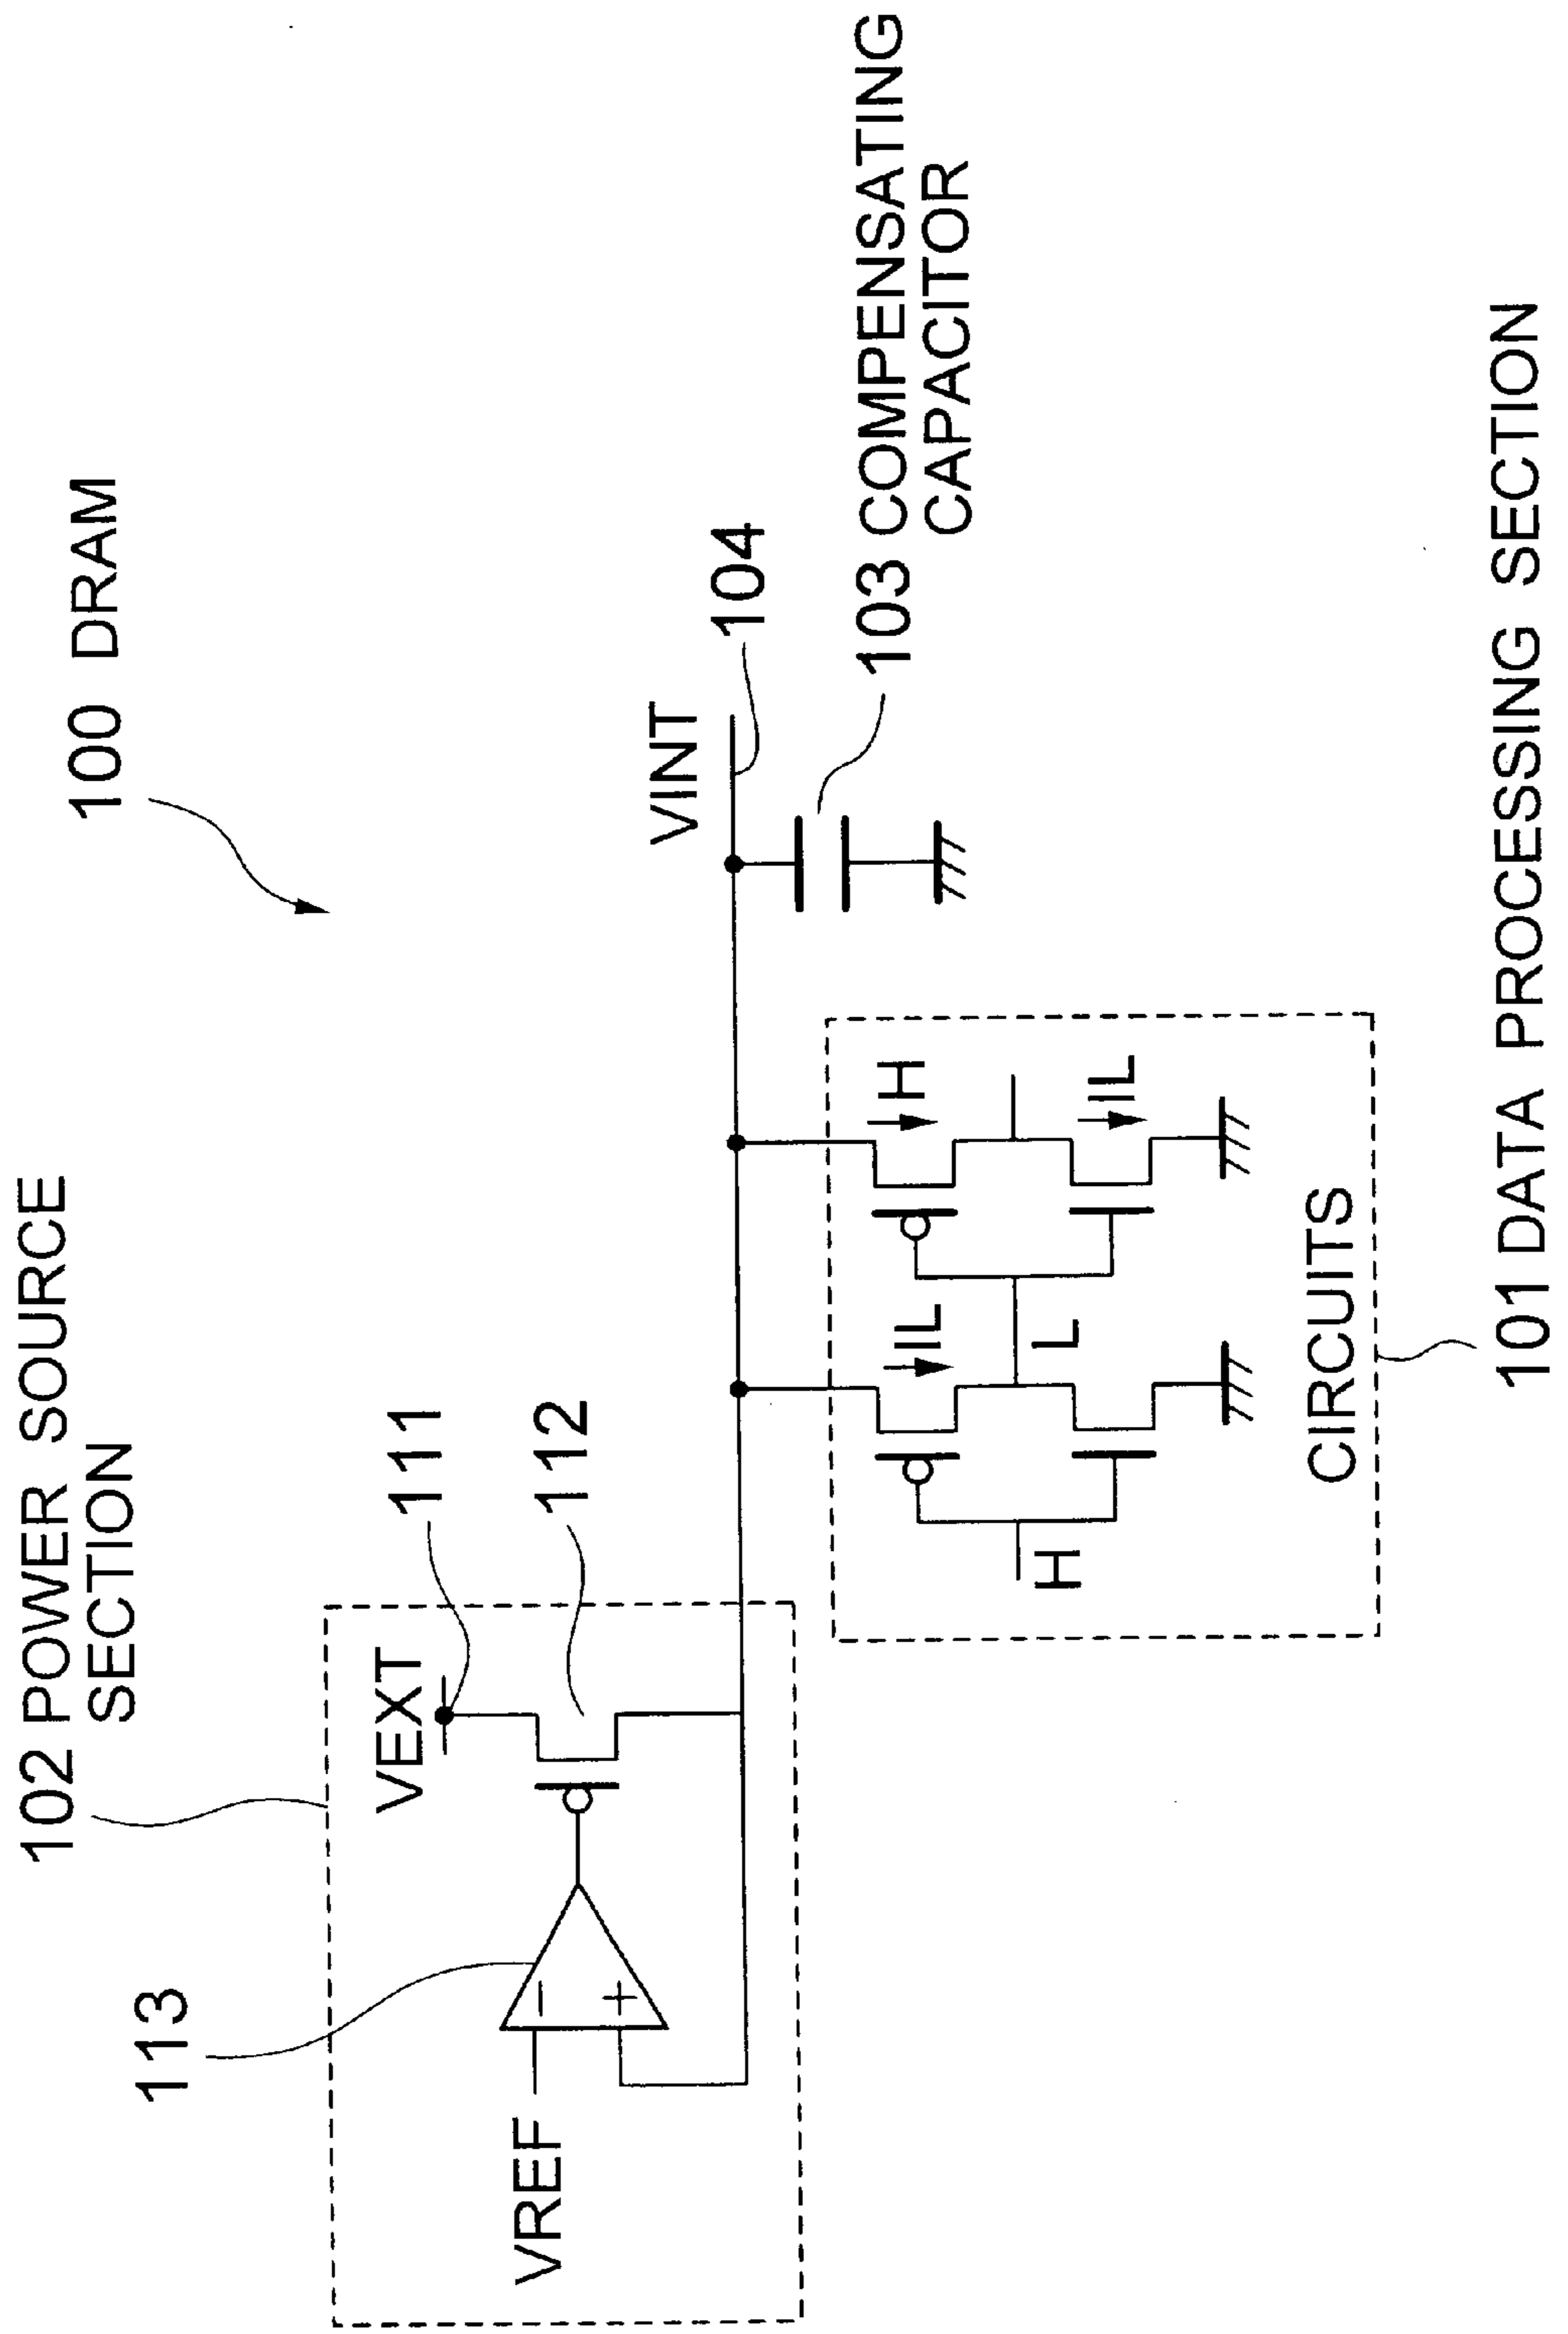 100 DRAM
102 POWER SOURCE
SECTION
113
111
112
VEXT
VREF
−
+
VINT
104
103 COMPENSATING
CAPACITOR
H
IL
L
H
IL
CIRCUITS
101 DATA PROCESSING SECTION